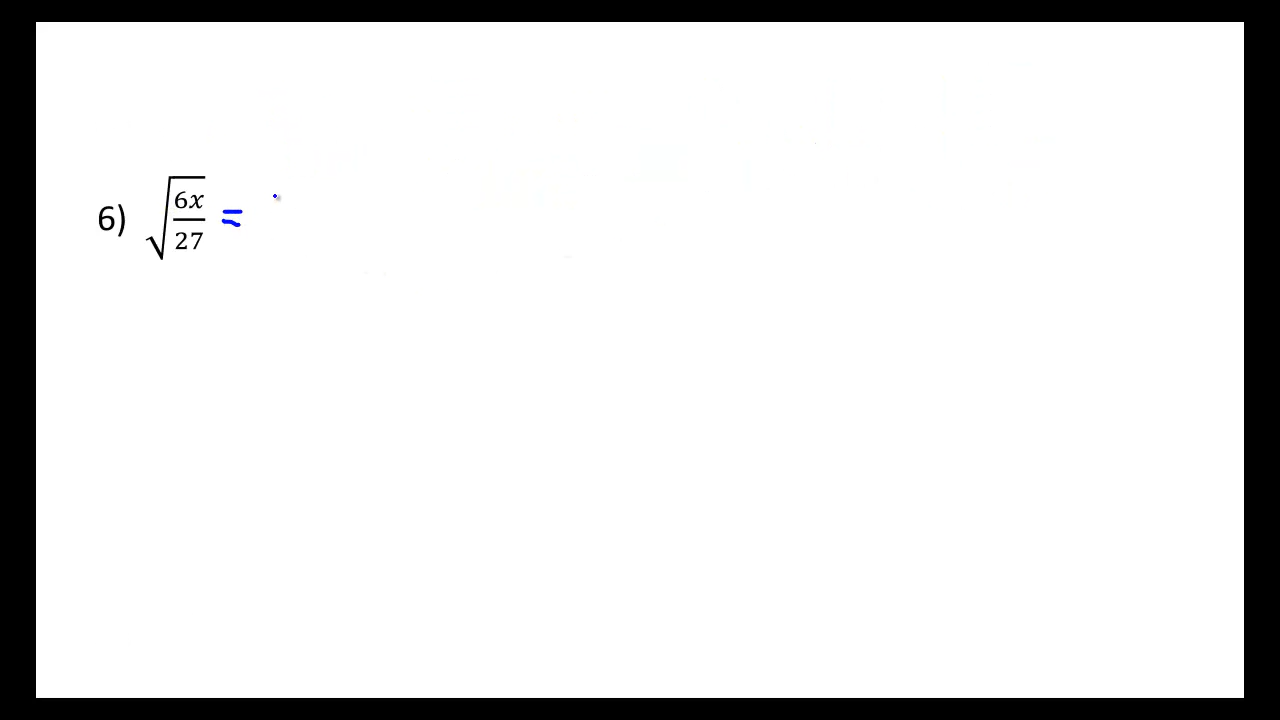 6) √(6x/27) =